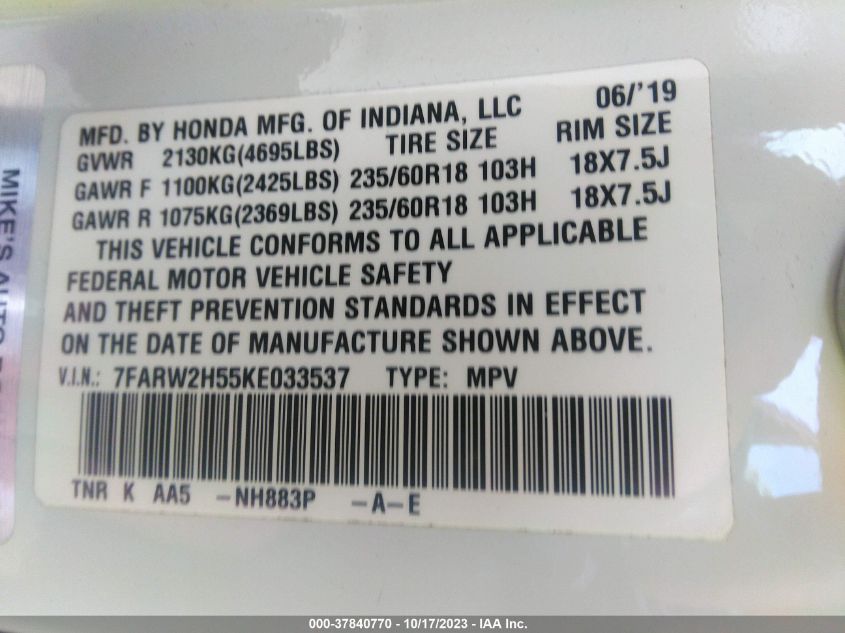 MFD. BY HONDA MFG. OF INDIANA, LLC 06/'19
GVWR 2130KG(4695LBS) TIRE SIZE RIM SIZE
GAWR F 1100KG(2425LBS) 235/60R18 103H 18X7.5J
GAWR R 1075KG(2369LBS) 235/60R18 103H 18X7.5J
THIS VEHICLE CONFORMS TO ALL APPLICABLE
FEDERAL MOTOR VEHICLE SAFETY
AND THEFT PREVENTION STANDARDS IN EFFECT
ON THE DATE OF MANUFACTURE SHOWN ABOVE.
V.I.N.: 7FARW2H55KE033537 TYPE: MPV
TNR K AA5 -NH883P -A-E
MIKE'S AUTO
000-37840770 - 10/17/2023 - IAA Inc.